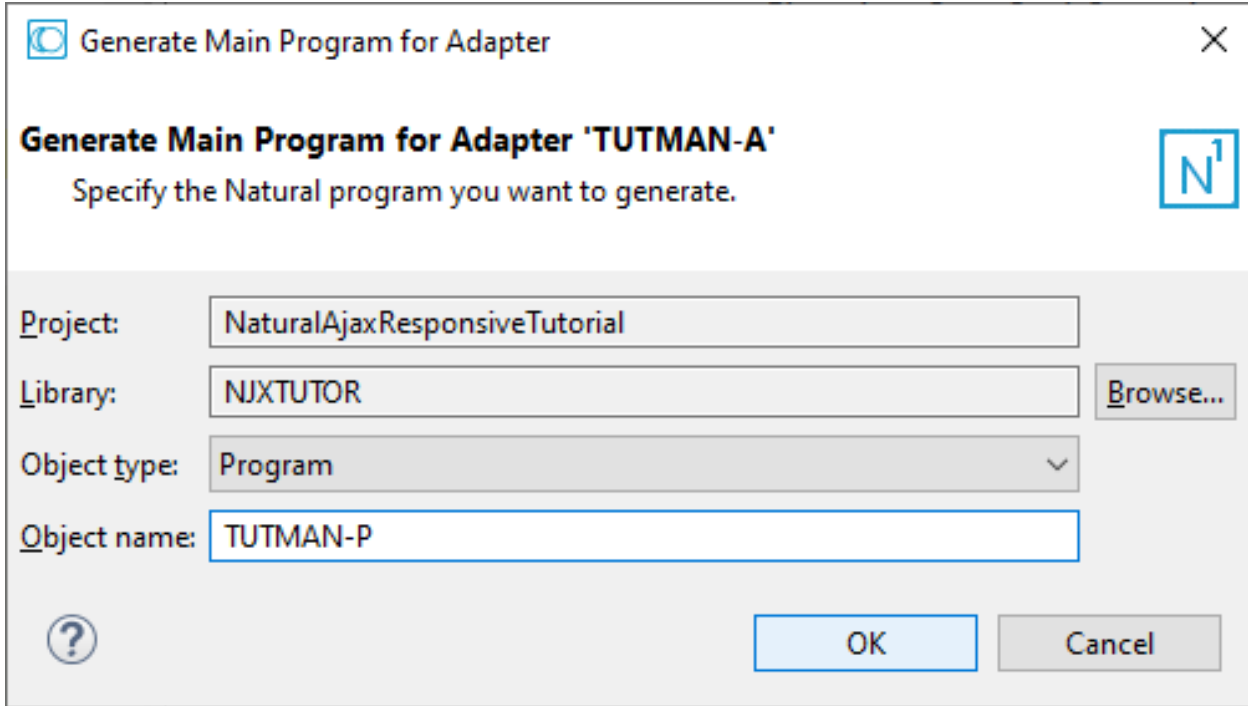 Generate Main Program for Adapter
Generate Main Program for Adapter 'TUTMAN-A'
Specify the Natural program you want to generate.
N1
Project: NaturalAjaxResponsiveTutorial
Library: NJXTUTOR Browse...
Object type: Program
Object name: TUTMAN-P
? OK Cancel